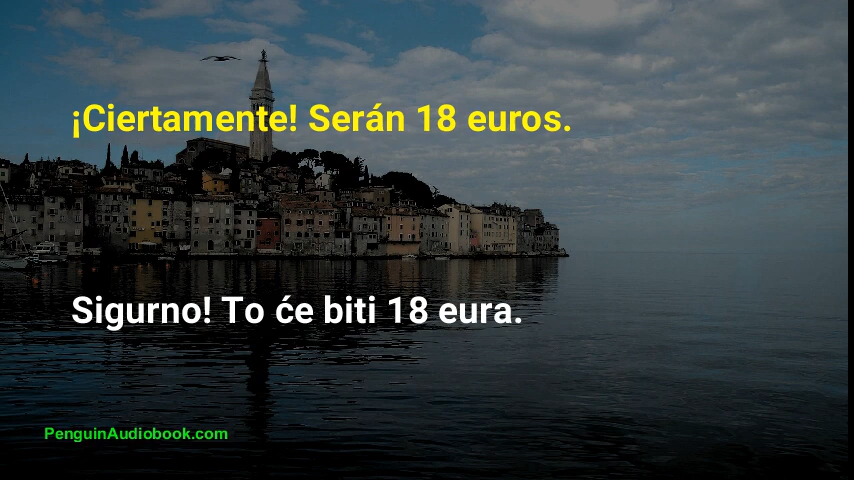 ¡Ciertamente! Serán 18 euros.
Sigurno! To će biti 18 eura.
PenguinAudiobook.com